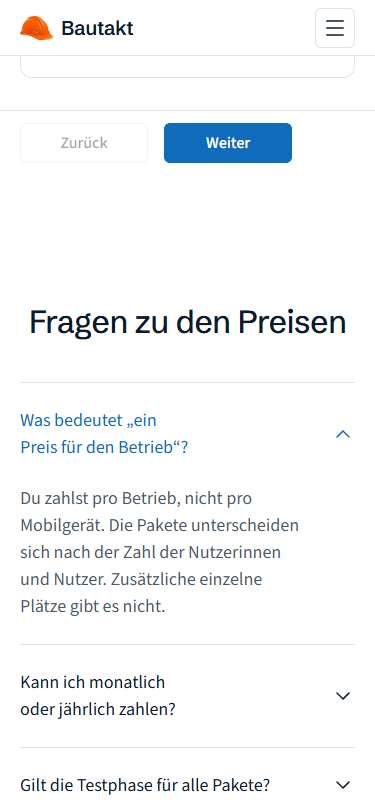 Bautakt
Zurück
Weiter
Fragen zu den Preisen
Was bedeutet „ein
Preis für den Betrieb“?
Du zahlst pro Betrieb, nicht pro
Mobilgerät. Die Pakete unterscheiden
sich nach der Zahl der Nutzerinnen
und Nutzer. Zusätzliche einzelne
Plätze gibt es nicht.
Kann ich monatlich
oder jährlich zahlen?
Gilt die Testphase für alle Pakete?